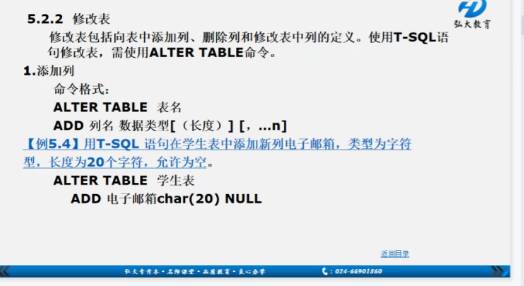 弘大教育
5.2.2 修改表
修改表包括向表中添加列、删除列和修改表中列的定义。使用T-SQL语
句修改表，需使用ALTER TABLE命令。
1.添加列
命令格式：
ALTER TABLE 表名
ADD 列名 数据类型[（长度）] [，...n]
【例5.4】用T-SQL 语句在学生表中添加新列电子邮箱，类型为字符
型，长度为20个字符，允许为空。
ALTER TABLE 学生表
ADD 电子邮箱char(20) NULL
返回目录
弘大专升本·名师课堂·品质教育·良心办学
：024-66901860